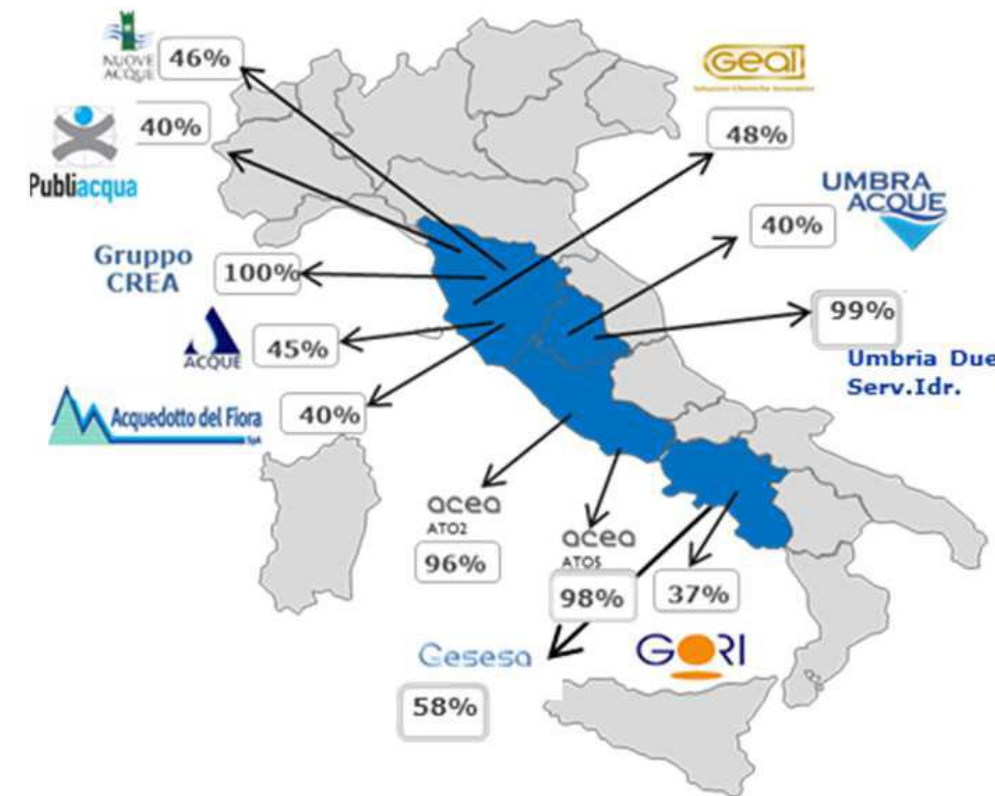 NUOVE
ACQUE
46%
Geal
48%
40%
Publiacqua
UMBRA
ACQUE
40%
Gruppo
CREA
100%
99%
Umbria Due
Serv.Idr.
ACQUE
45%
Acquedotto del Fiora
SpA
40%
acea
ATO2
96%
acea
ATO5
98%
37%
GORI
Gesesa
58%